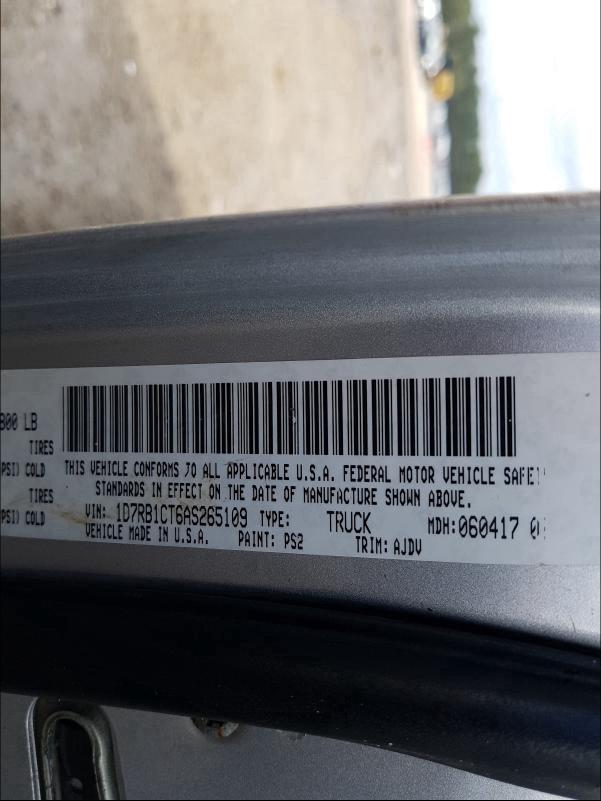 800 LB
TIRES
PSI) COLD
TIRES
PSI) COLD
THIS VEHICLE CONFORMS TO ALL APPLICABLE U.S.A. FEDERAL MOTOR VEHICLE SAFET
STANDARDS IN EFFECT ON THE DATE OF MANUFACTURE SHOWN ABOVE.
VIN: 1D7RB1CT6AS265109 TYPE: TRUCK MDH:060417 0
VEHICLE MADE IN U.S.A. PAINT: PS2 TRIM: AJDV